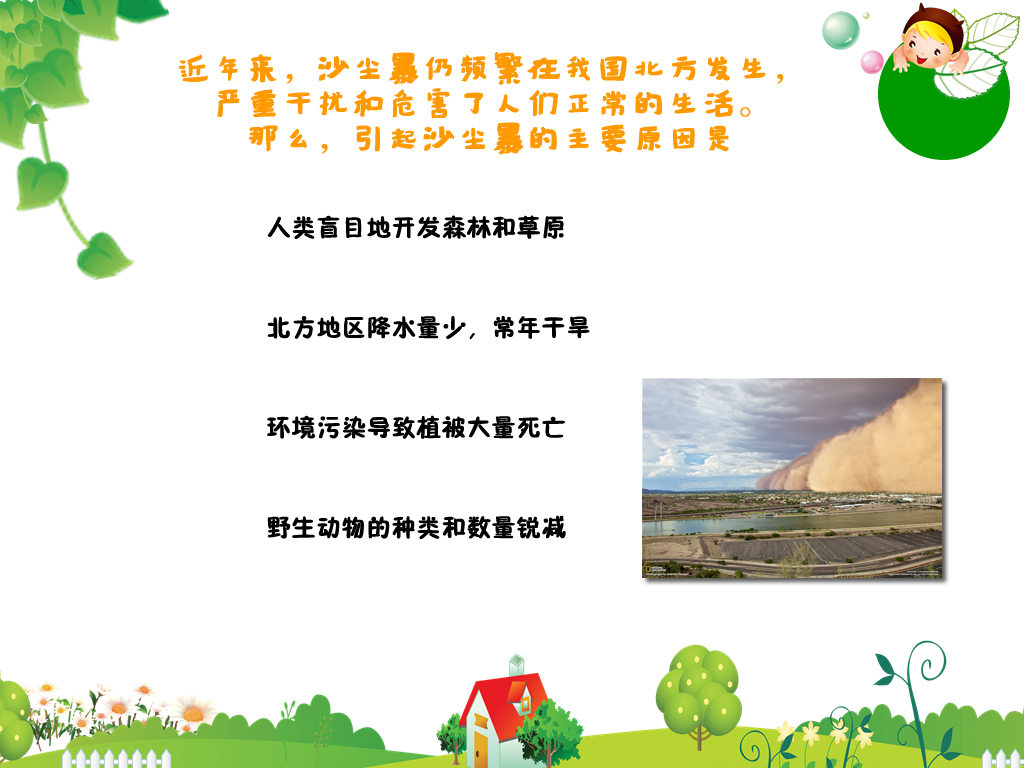 近年来，沙尘暴仍频繁在我国北方发生，
严重干扰和危害了人们正常的生活。
那么，引起沙尘暴的主要原因是
人类盲目地开发森林和草原
北方地区降水量少，常年干旱
环境污染导致植被大量死亡
野生动物的种类和数量锐减